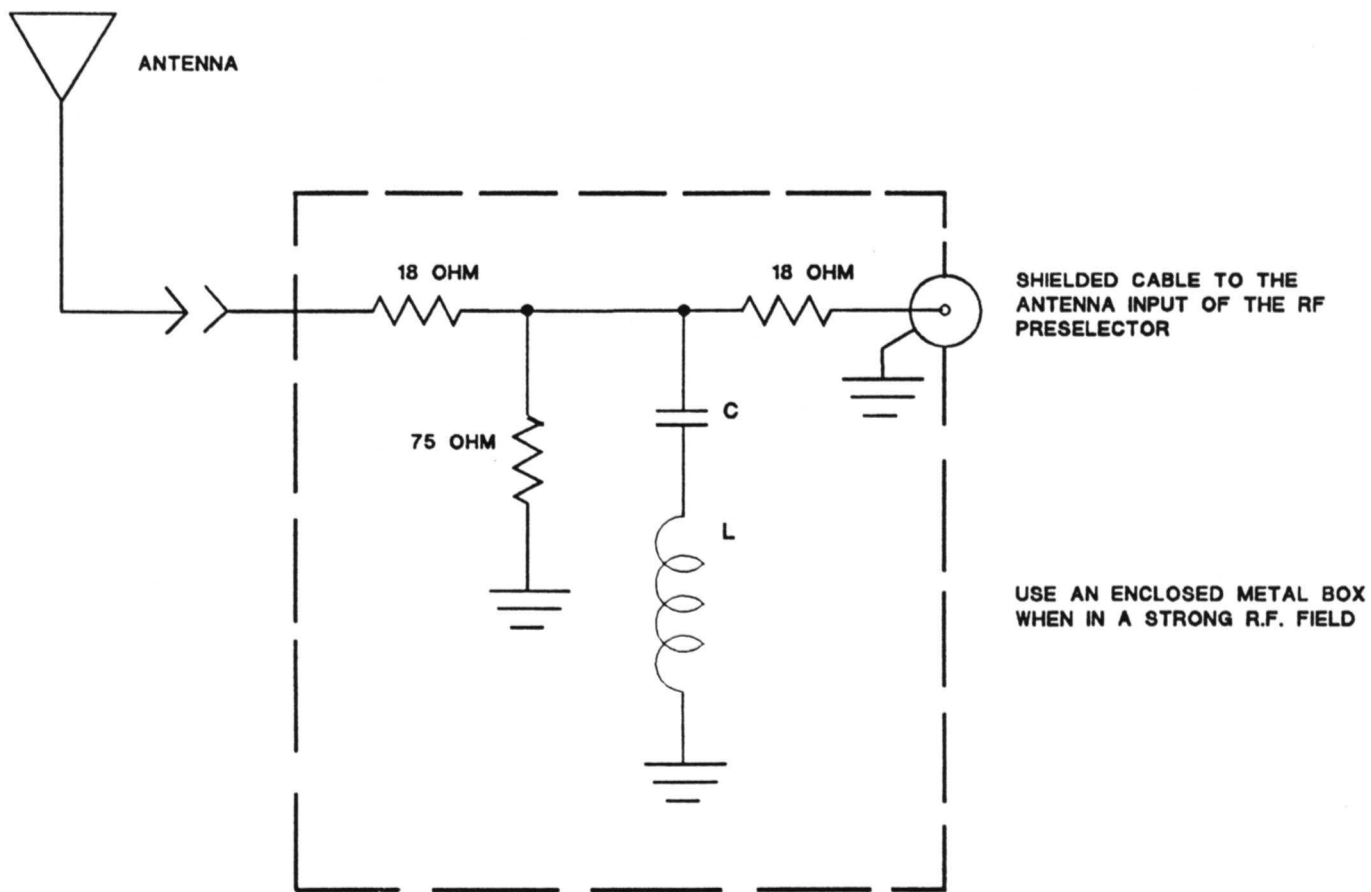 ANTENNA
18 OHM
18 OHM
SHIELDED CABLE TO THE
ANTENNA INPUT OF THE RF
PRESELECTOR
C
75 OHM
L
USE AN ENCLOSED METAL BOX
WHEN IN A STRONG R.F. FIELD